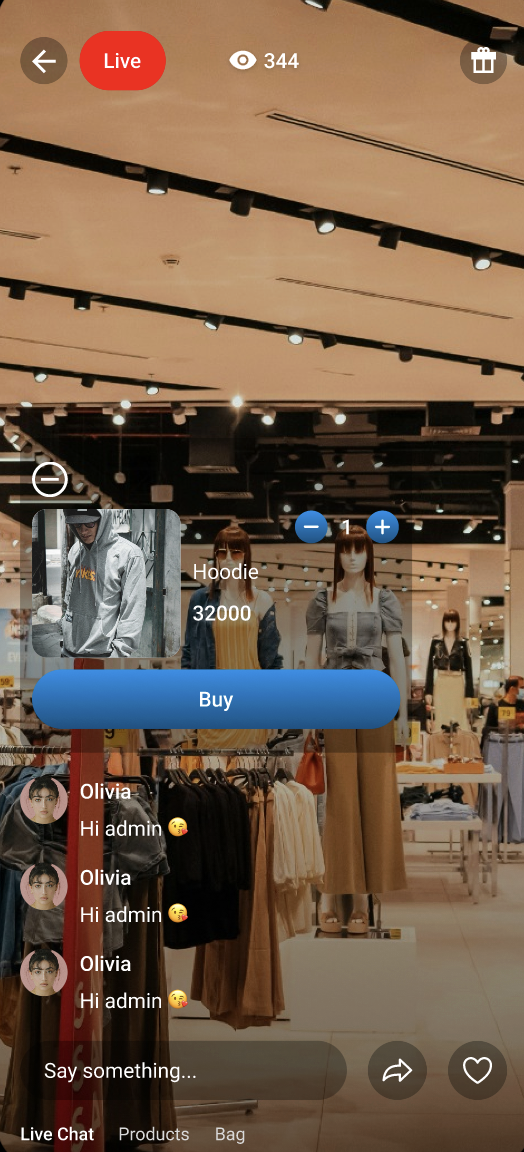 Live
344
1
Hoodie
32000
Buy
Olivia
Hi admin 😘
Olivia
Hi admin 😘
Olivia
Hi admin 😘
Say something...
Live Chat Products Bag